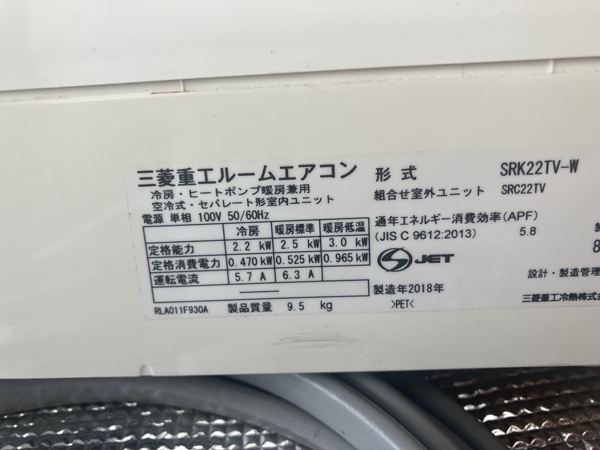 三菱重工ルームエアコン
冷房・ヒートポンプ暖房兼用
空冷式・セパレート形室内ユニット
電源 単相 100V 50/60Hz
冷房 暖房標準 暖房低温
定格能力 2.2 kW 2.5 kW 3.0 kW
定格消費電力 0.470 kW 0.525 kW 0.965 kW
運転電流 5.7 A 6.3 A
RLA011F930A 製品質量 9.5 kg
形式 SRK22TV-W
組合せ室外ユニット SRC22TV
通年エネルギー消費効率(APF)
(JIS C 9612:2013) 5.8
S JET
製造年2018年
>PET<
8
設計・製造管理
三菱重工冷熱株式